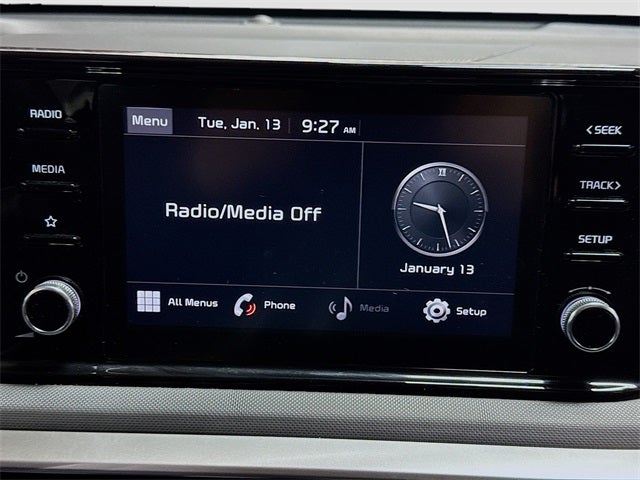 RADIO
MEDIA
Menu
Tue, Jan. 13
9:27 AM
Radio/Media Off
XII
January 13
All Menus
Phone
Media
Setup
<SEEK
TRACK>
SETUP